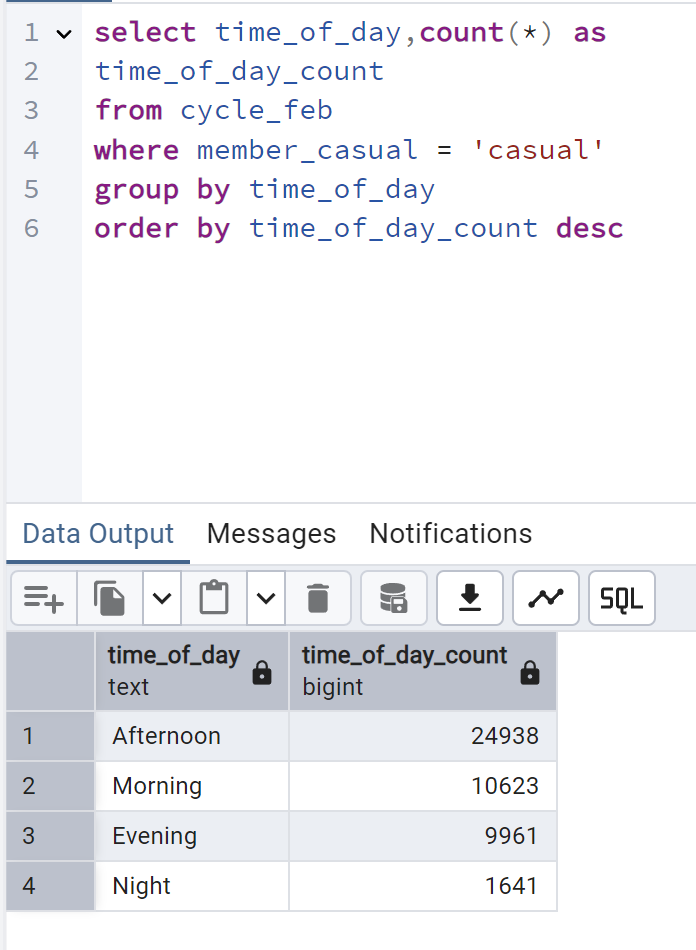 1 select time_of_day,count(*) as
2 time_of_day_count
3 from cycle_feb
4 where member_casual = 'casual'
5 group by time_of_day
6 order by time_of_day_count desc
Data Output Messages Notifications
SQL
time_of_day time_of_day_count
text bigint
1 Afternoon 24938
2 Morning 10623
3 Evening 9961
4 Night 1641